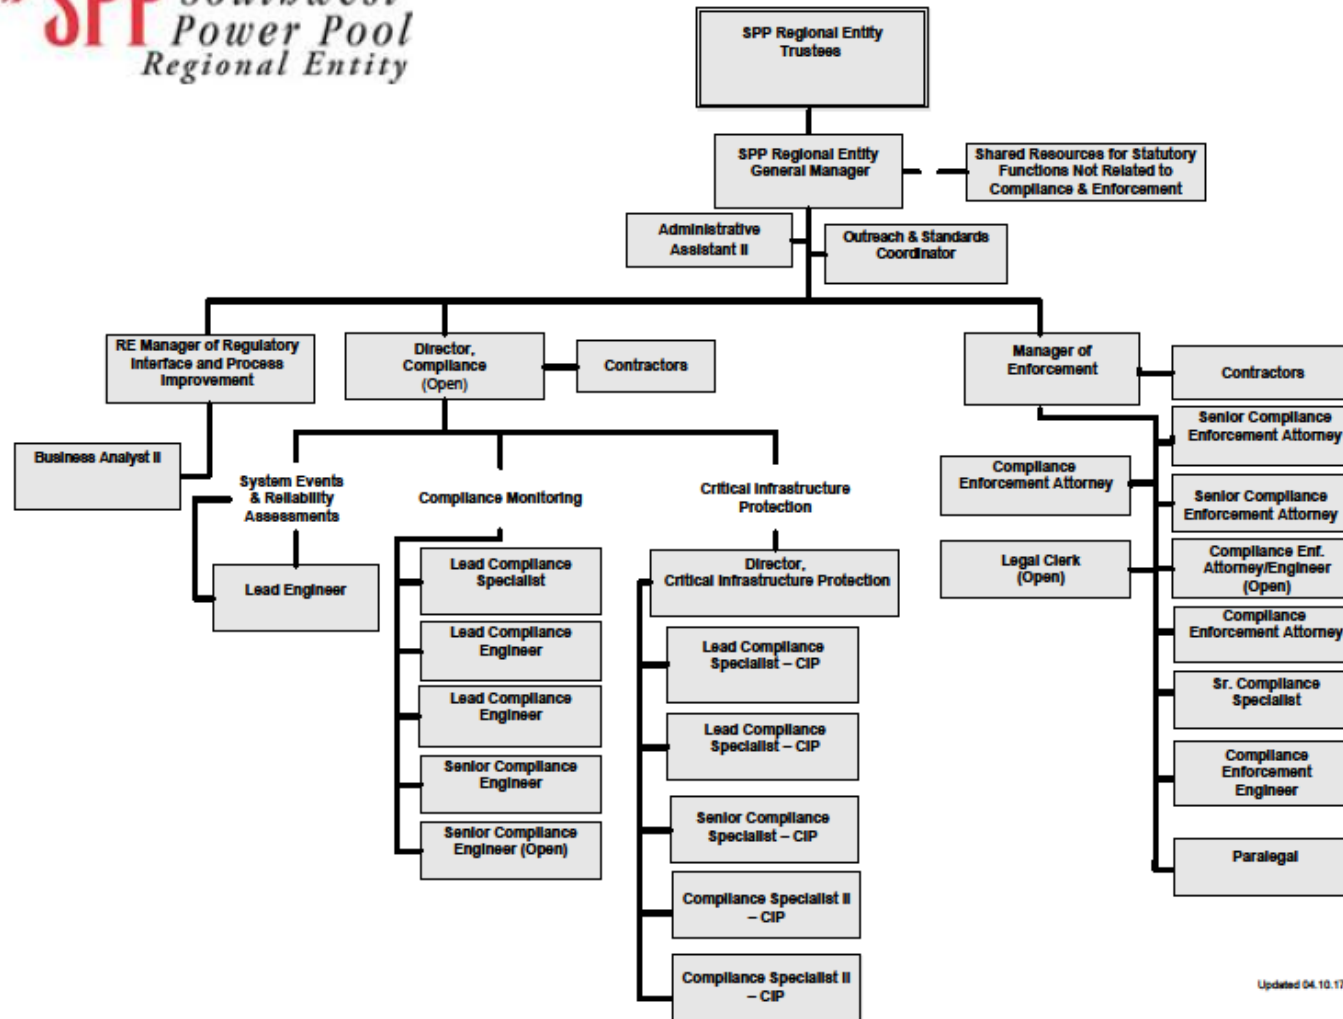 SPP Southwest
Power Pool
Regional Entity
SPP Regional Entity
Trustees
SPP Regional Entity
General Manager
Shared Resources for Statutory
Functions Not Related to
Compliance & Enforcement
Administrative
Assistant II
Outreach & Standards
Coordinator
RE Manager of Regulatory
Interface and Process
Improvement
Director,
Compliance
(Open)
Contractors
Manager of
Enforcement
Contractors
Business Analyst II
System Events
& Reliability
Assessments
Compliance Monitoring
Critical Infrastructure
Protection
Lead Engineer
Lead Compliance
Specialist
Lead Compliance
Engineer
Lead Compliance
Engineer
Senior Compliance
Engineer
Senior Compliance
Engineer (Open)
Director,
Critical Infrastructure Protection
Lead Compliance
Specialist – CIP
Lead Compliance
Specialist – CIP
Senior Compliance
Specialist – CIP
Compliance Specialist II
– CIP
Compliance Specialist II
– CIP
Compliance
Enforcement Attorney
Legal Clerk
(Open)
Senior Compliance
Enforcement Attorney
Senior Compliance
Enforcement Attorney
Compliance Enf.
Attorney/Engineer
(Open)
Compliance
Enforcement Attorney
Sr. Compliance
Specialist
Compliance
Enforcement
Engineer
Paralegal
Updated 04.10.17